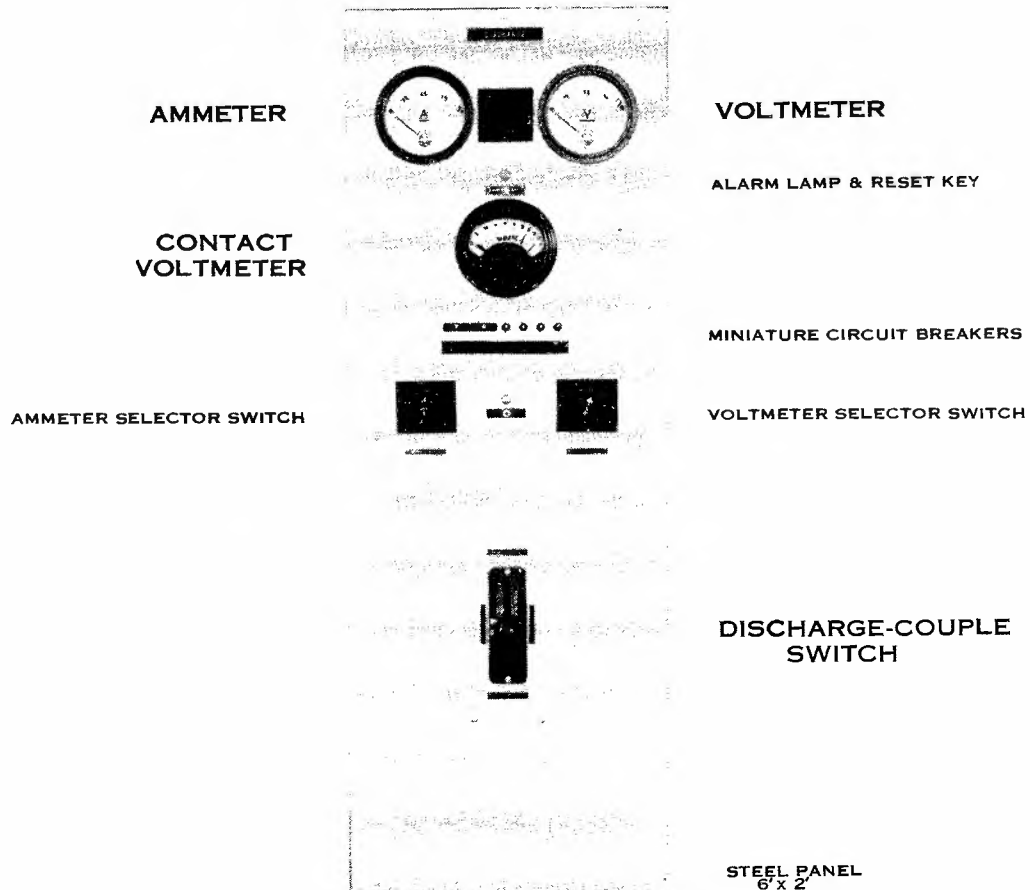 AMMETER
VOLTMETER
ALARM LAMP & RESET KEY
CONTACT
VOLTMETER
MINIATURE CIRCUIT BREAKERS
AMMETER SELECTOR SWITCH
VOLTMETER SELECTOR SWITCH
DISCHARGE-COUPLE
SWITCH
STEEL PANEL
6' X 2'